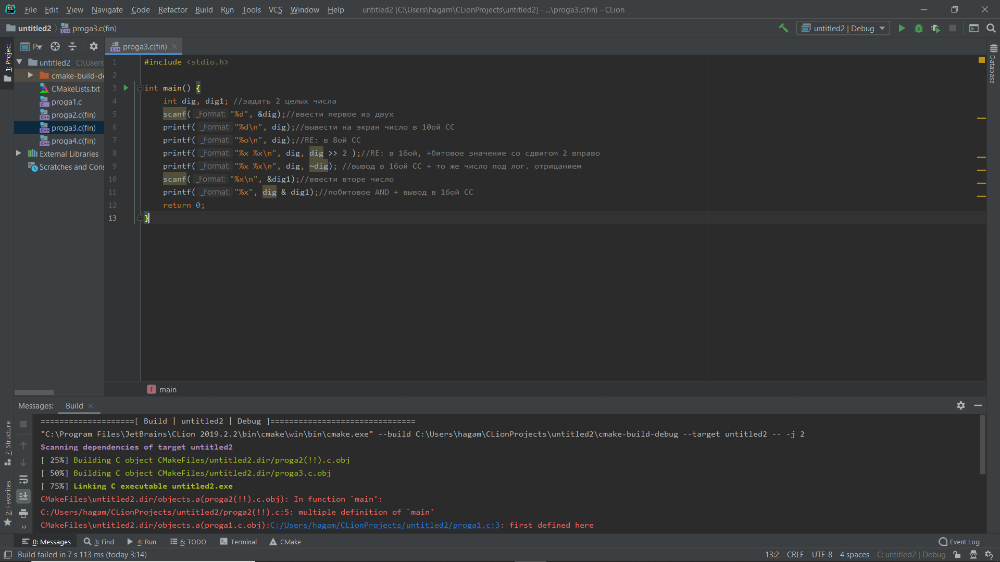 File Edit View Navigate Code Refactor Build Run Tools VCS Window Help untitled2 [C:\Users\hagam\CLionProjects\untitled2] - ...\proga3.c(fin) - CLion
untitled2 proga3.c(fin) untitled2 | Debug
1: Project
P
proga3.c(fin)
untitled2 C:\Users
cmake-build-de
CMakeLists.txt
proga1.c
proga2.c(fin)
proga3.c(fin)
proga4.c(fin)
External Libraries
Scratches and Cons
1 #include <stdio.h>
2
3 int main() {
4 int dig, dig1; //задать 2 целых числа
5 scanf( _Format: "%d", &dig);//ввести первое из двух
6 printf( _Format: "%d\n", dig);//вывести на экран число в 10ой СС
7 printf( _Format: "%o\n", dig);//RE: в 8ой СС
8 printf( _Format: "%x %x\n", dig, dig >> 2 );//RE: в 16ой, +битовое значение со сдвигом 2 вправо
9 printf( _Format: "%x %x\n", dig, ~dig); //вывод в 16ой СС + то же число под лог. отрицанием
10 scanf( _Format: "%x\n", &dig1);//ввести вторе число
11 printf( _Format: "%x", dig & dig1);//побитовое AND + вывод в 16ой СС
12 return 0;
13 }
Database
f main
Messages: Build
====================[ Build | untitled2 | Debug ]===============================
"C:\Program Files\JetBrains\CLion 2019.2.2\bin\cmake\win\bin\cmake.exe" --build C:\Users\hagam\CLionProjects\untitled2\cmake-build-debug --target untitled2 -- -j 2
Scanning dependencies of target untitled2
[ 25%] Building C object CMakeFiles/untitled2.dir/proga2(!!).c.obj
[ 50%] Building C object CMakeFiles/untitled2.dir/proga3.c.obj
[ 75%] Linking C executable untitled2.exe
CMakeFiles\untitled2.dir/objects.a(proga2(!!).c.obj): In function `main':
C:/Users/hagam/CLionProjects/untitled2/proga2(!!).c:5: multiple definition of `main'
CMakeFiles\untitled2.dir/objects.a(proga1.c.obj):C:/Users/hagam/CLionProjects/untitled2/proga1.c:3: first defined here
7: Structure
2: Favorites
0: Messages 3: Find 4: Run 6: TODO Terminal CMake Event Log
Build failed in 7 s 113 ms (today 3:14) 13:2 CRLF UTF-8 4 spaces C: untitled2 | Debug